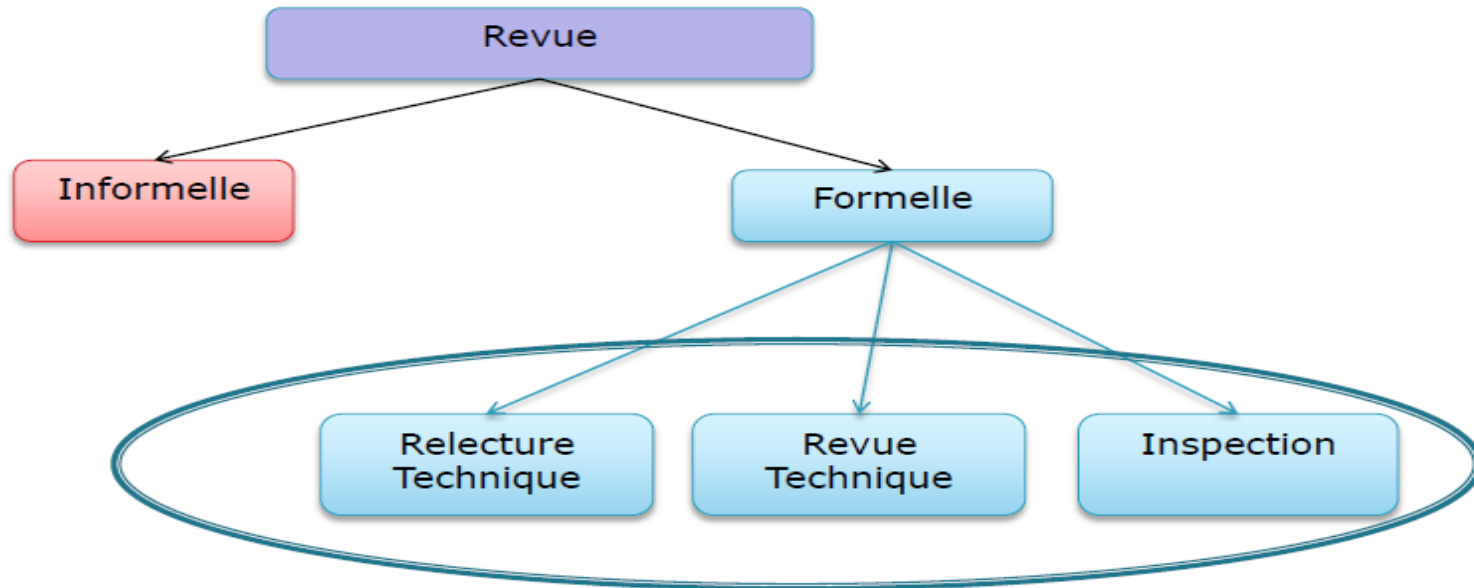 Revue
Informelle
Formelle
Relecture
Technique
Revue
Technique
Inspection